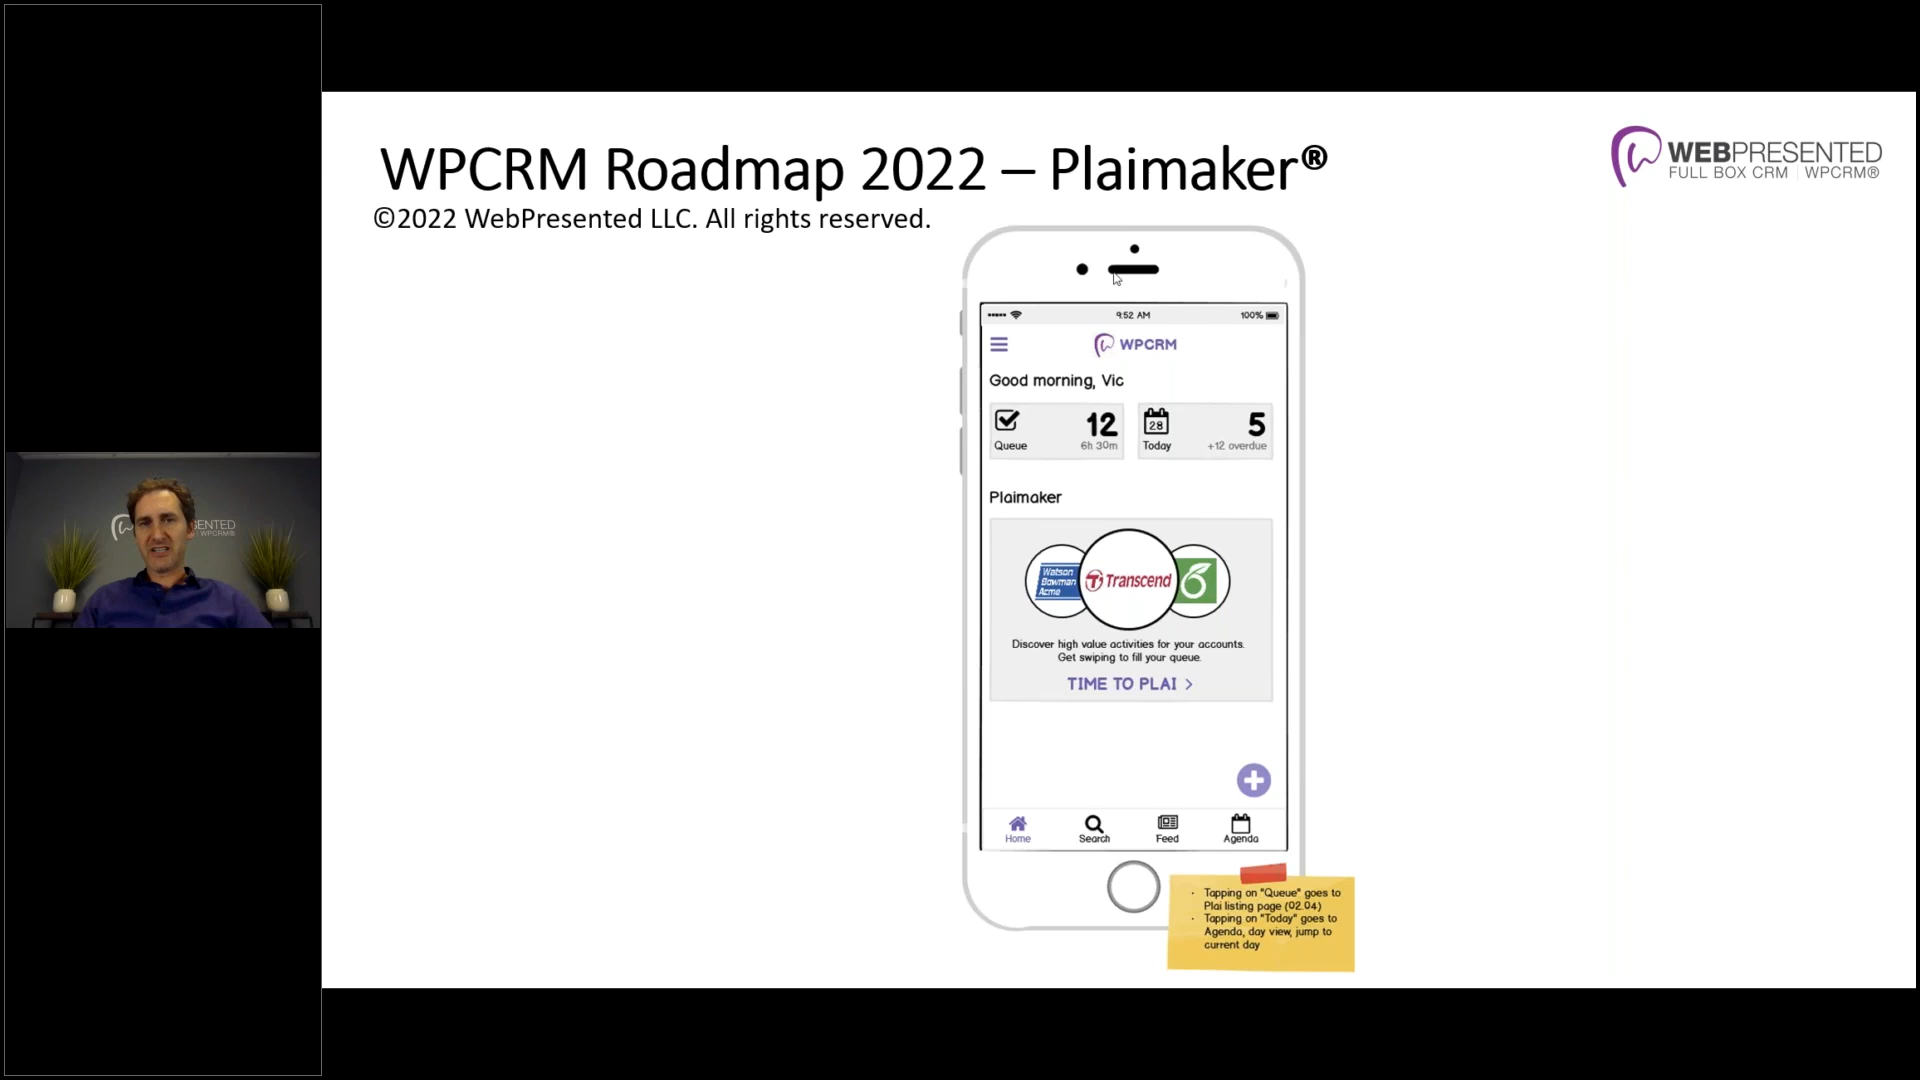 WPCRM Roadmap 2022 – Plaimaker®
©2022 WebPresented LLC. All rights reserved.
WEBPRESENTED
FULL BOX CRM | WPCRM®
9:52 AM
100%
WPCRM
Good morning, Vic
12
Queue
6h 30m
28
5
Today
+12 overdue
Plaimaker
Watson
Bowman
Acme
Transcend
Discover high value activities for your accounts.
Get swiping to fill your queue.
TIME TO PLAI >
Home
Search
Feed
Agenda
· Tapping on "Queue" goes to
Plai listing page (02.04)
· Tapping on "Today" goes to
Agenda, day view, jump to
current day
SENTED
WPCRM®